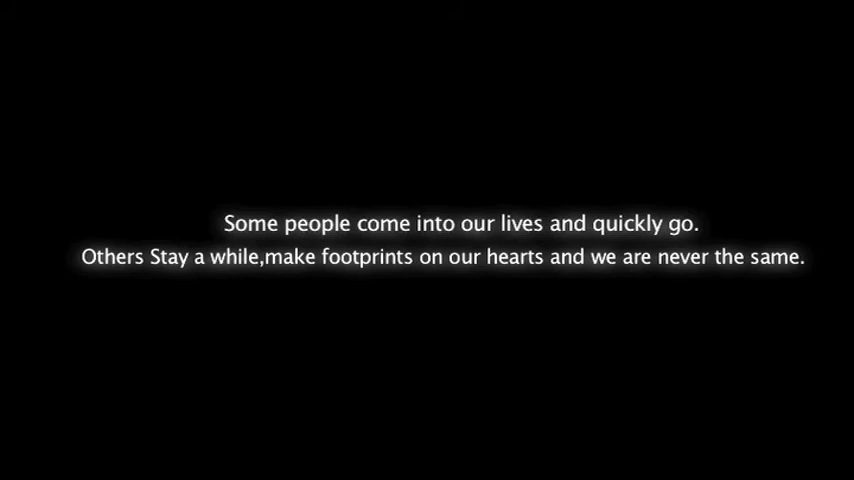 Some people come into our lives and quickly go.
Others Stay a while,make footprints on our hearts and we are never the same.